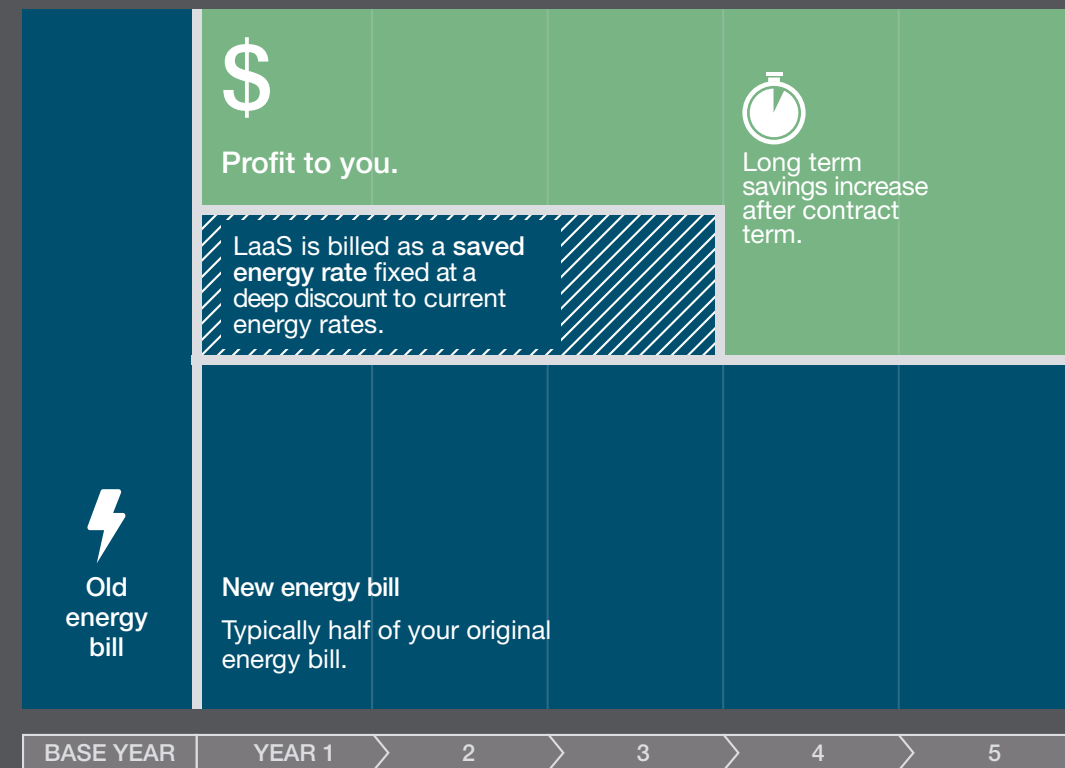 $
Profit to you.
Long term
savings increase
after contract
term.
LaaS is billed as a saved
energy rate fixed at a
deep discount to current
energy rates.
Old
energy
bill
New energy bill
Typically half of your original
energy bill.
BASE YEAR YEAR 1 2 3 4 5